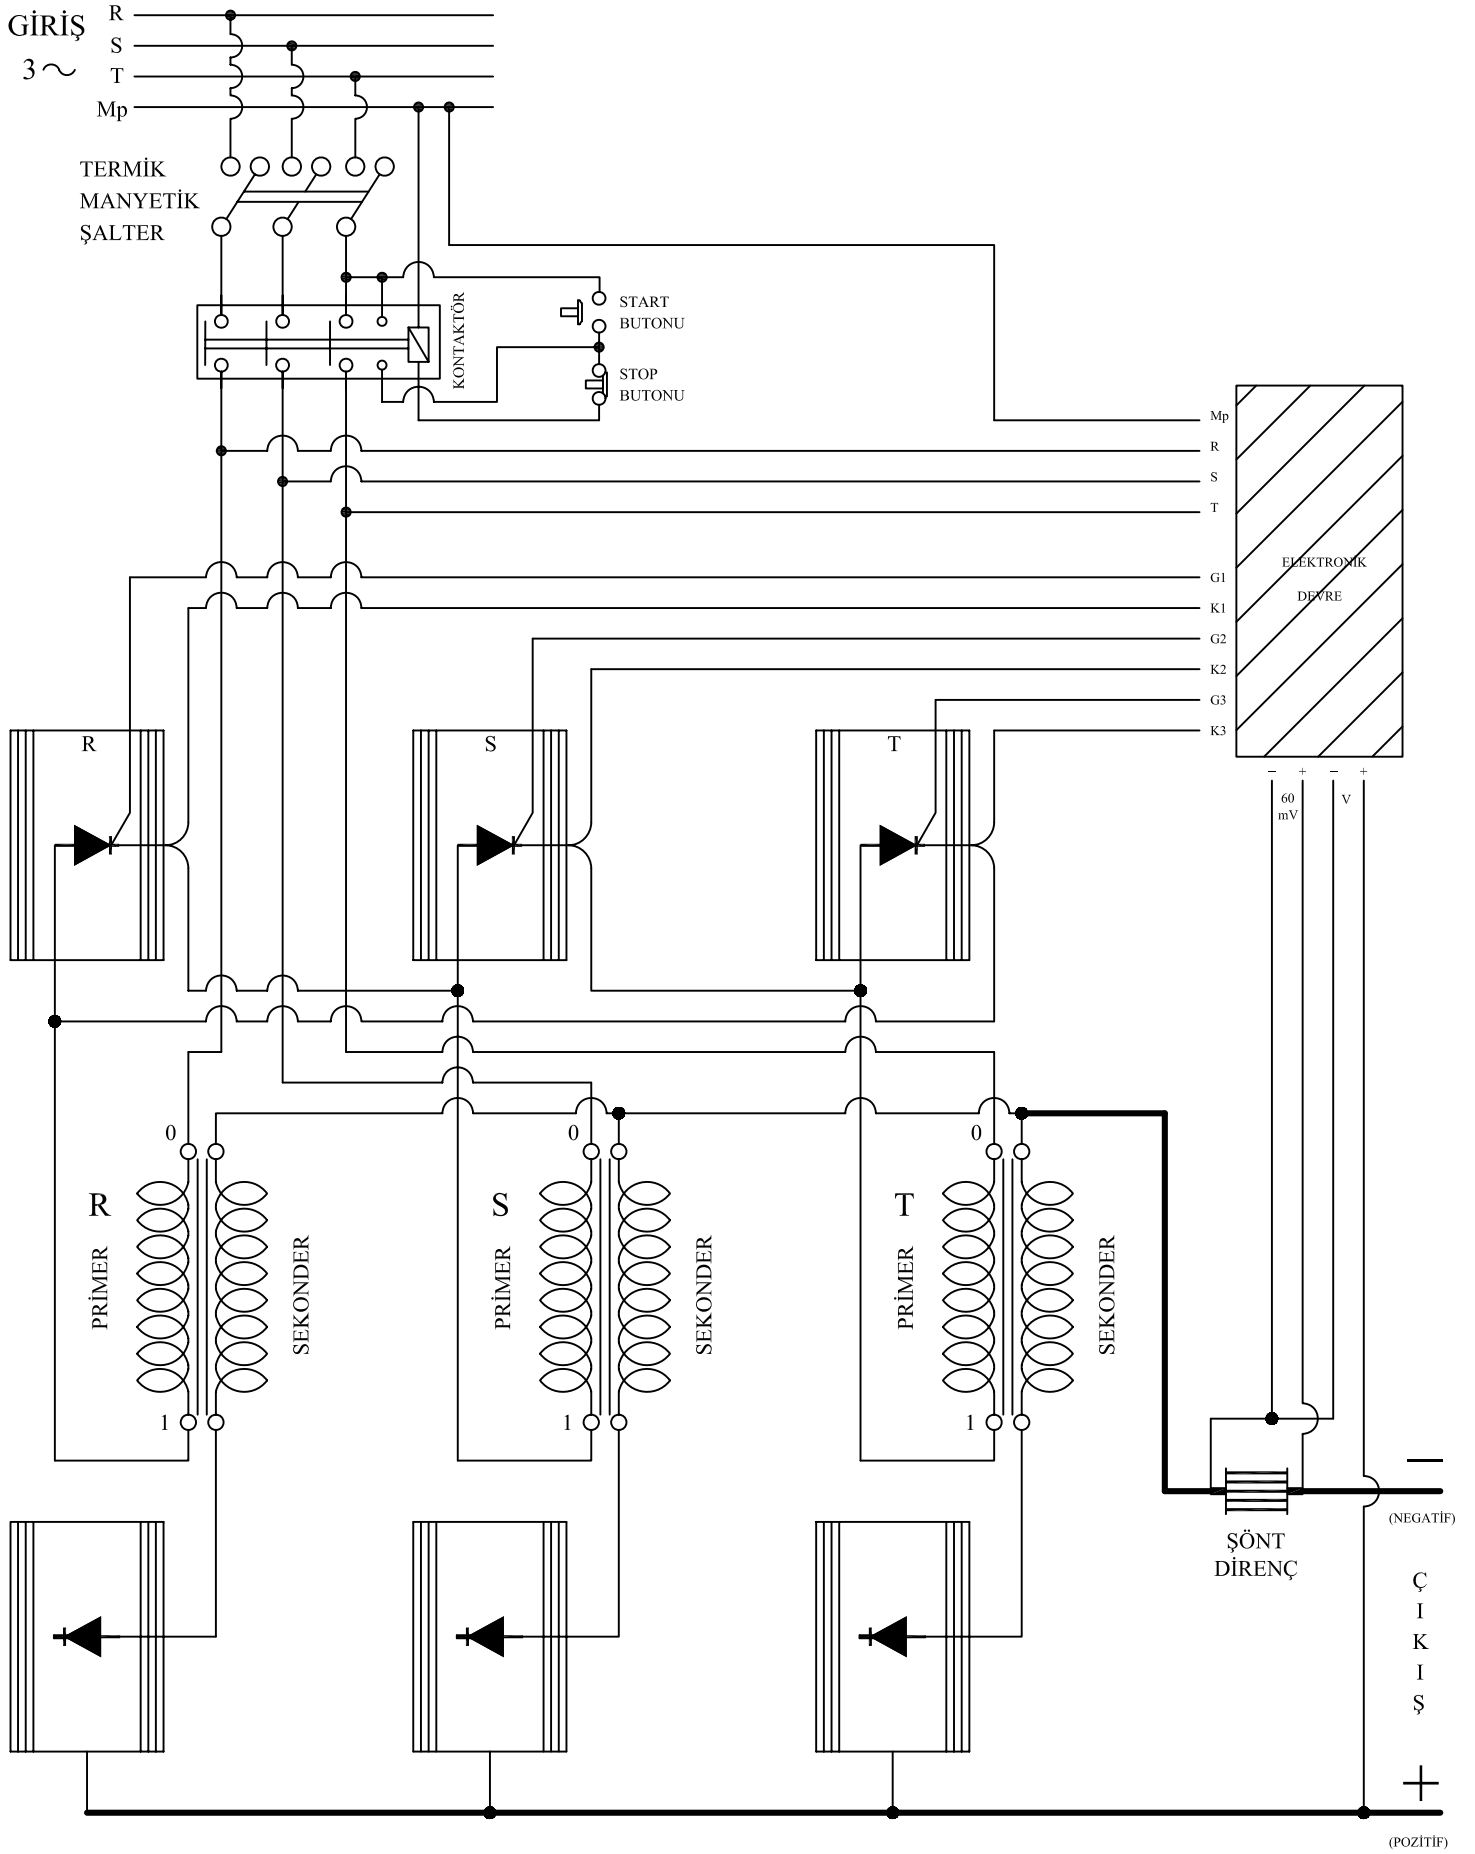 GİRİŞ
3 ~
R
S
T
Mp
TERMİK
MANYETİK
ŞALTER
KONTAKTÖR
START
BUTONU
STOP
BUTONU
Mp
R
S
T
G1
K1
G2
K2
G3
K3
ELEKTRONİK
DEVRE
− + − +
60
mV
V
R
S
T
0
0
0
R
PRİMER
SEKONDER
S
PRİMER
SEKONDER
T
PRİMER
SEKONDER
1
1
1
−
(NEGATİF)
ŞÖNT
DİRENÇ
Ç
I
K
I
Ş
+
(POZİTİF)